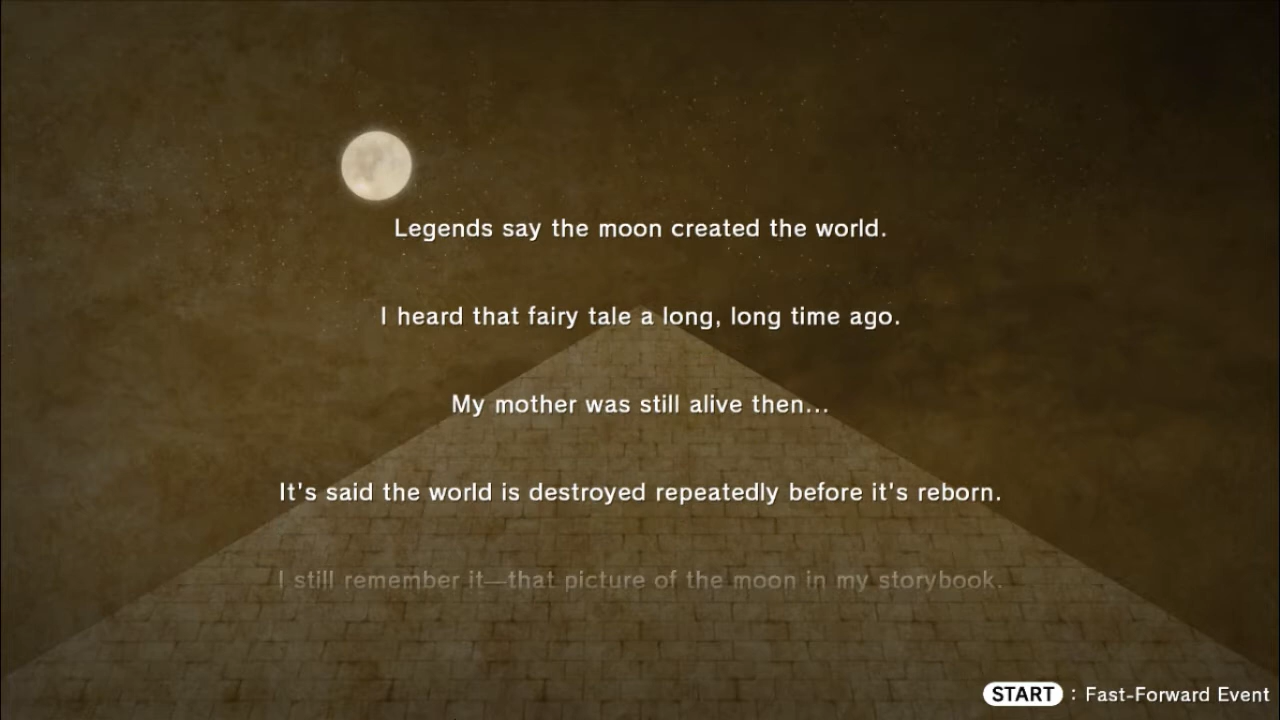 Legends say the moon created the world.
I heard that fairy tale a long, long time ago.
My mother was still alive then...
It's said the world is destroyed repeatedly before it's reborn.
I still remember it—that picture of the moon in my storybook.
START : Fast-Forward Event